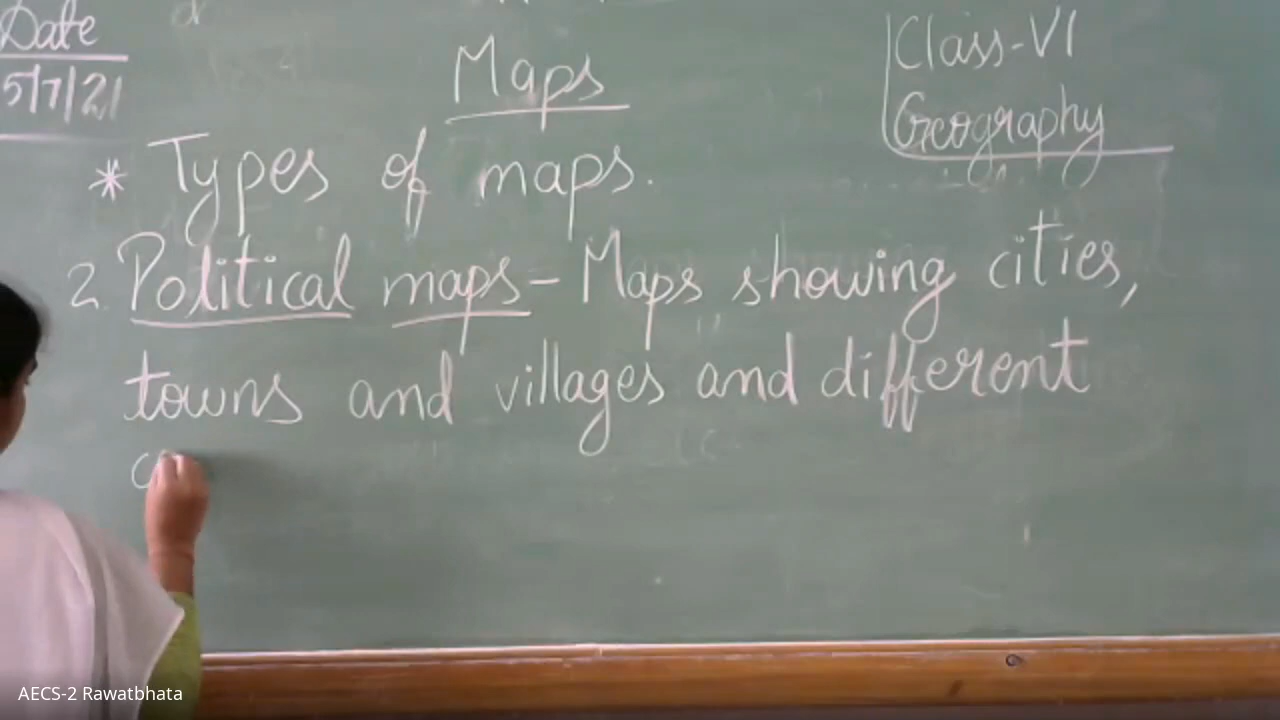 Date
5/7/21
Maps
Class-VI
Geography
* Types of maps.
2. Political maps- Maps showing cities,
towns and villages and different
AECS-2 Rawatbhata